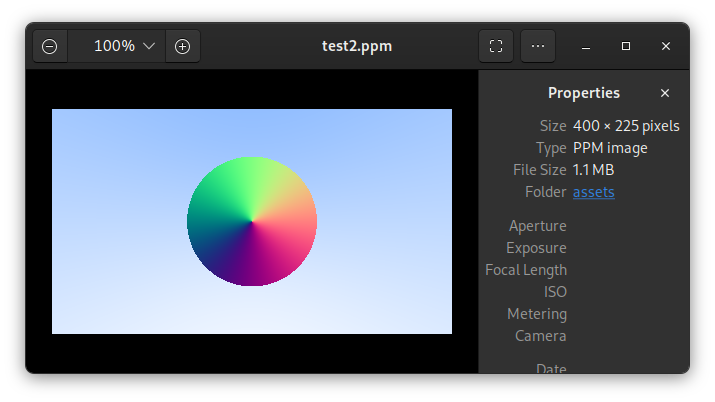 100%
test2.ppm
Properties
Size 400 × 225 pixels
Type PPM image
File Size 1.1 MB
Folder assets
Aperture
Exposure
Focal Length
ISO
Metering
Camera
Date